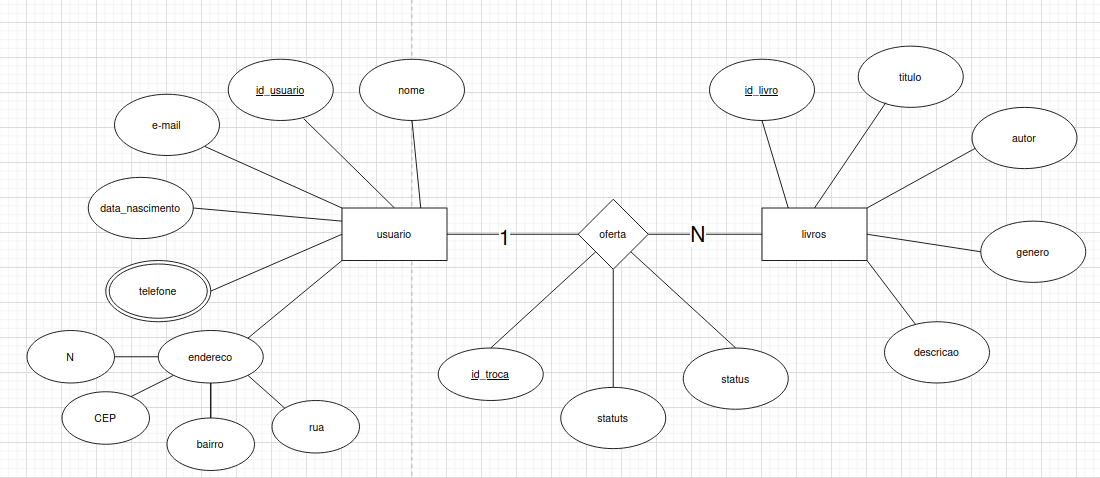 id_usuario
nome
e-mail
data_nascimento
telefone
endereco
N
CEP
bairro
rua
usuario
1
oferta
N
livros
id_troca
statuts
status
id_livro
titulo
autor
genero
descricao